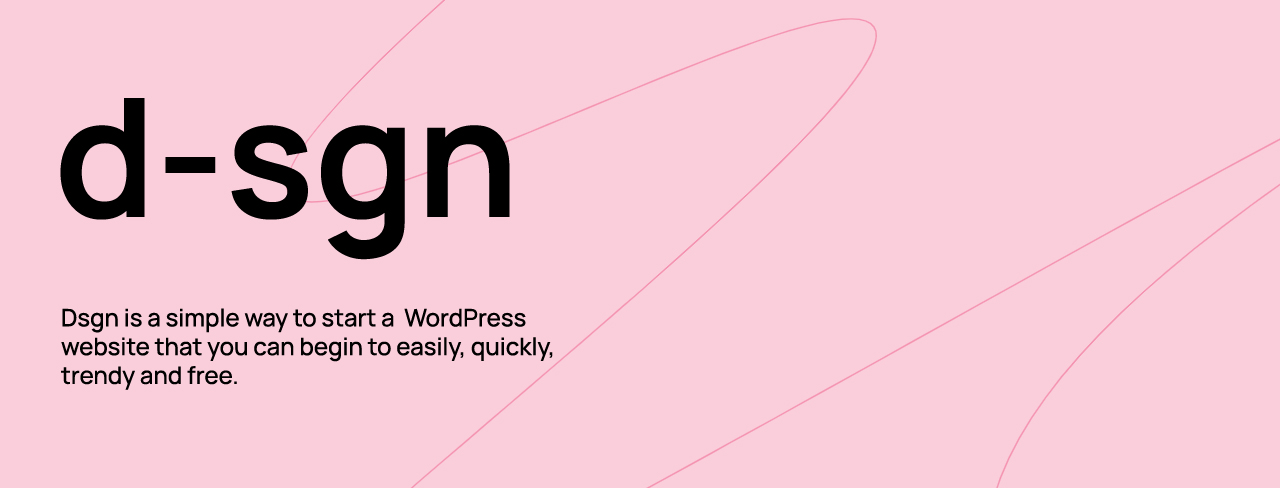 d-sgn
Dsgn is a simple way to start a  WordPress
website that you can begin to easily, quickly,
trendy and free.